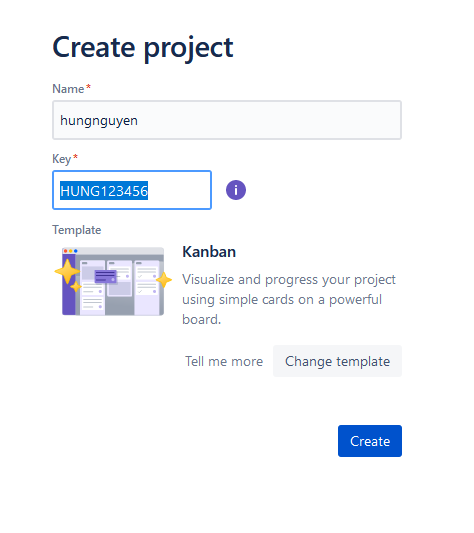 Create project
Name*
hungnguyen
Key*
HUNG123456
Template
Kanban
Visualize and progress your project
using simple cards on a powerful
board.
Tell me more
Change template
Create